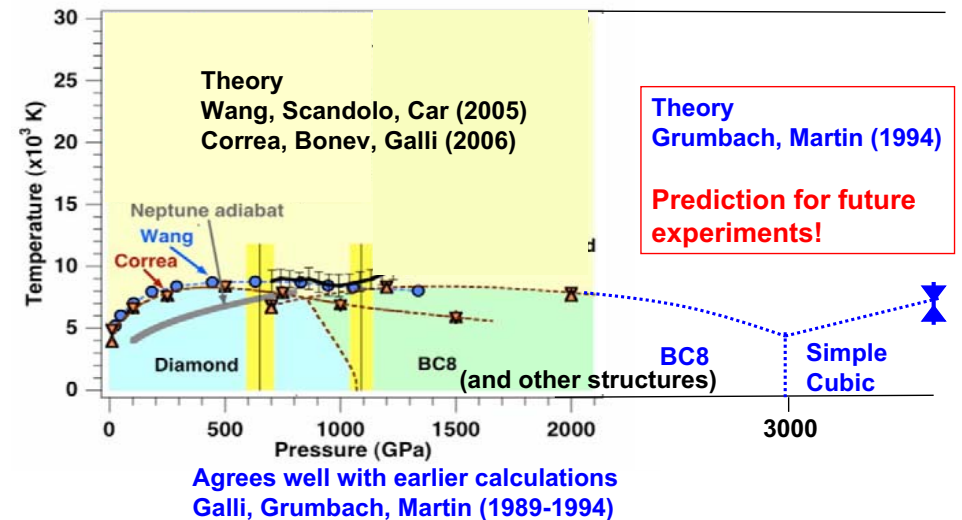 30
25
20
15
10
5
0
Temperature (x10³ K)
Theory
Wang, Scandolo, Car (2005)
Correa, Bonev, Galli (2006)
Theory
Grumbach, Martin (1994)
Prediction for future
experiments!
Neptune adiabat
Wang
Correa
d
Diamond
BC8
(and other structures)
BC8
Simple
Cubic
0
500
1000
1500
2000
3000
Pressure (GPa)
Agrees well with earlier calculations
Galli, Grumbach, Martin (1989-1994)